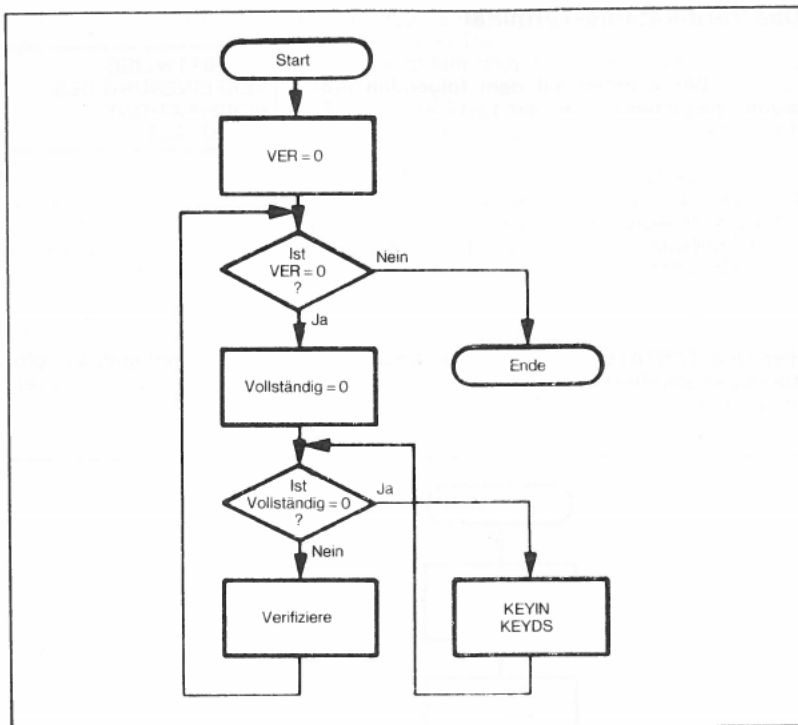 Start
VER = 0
Ist
VER = 0
?
Nein
Ja
Ende
Vollständig = 0
Ist
Vollständig = 0
?
Ja
Nein
Verifiziere
KEYIN
KEYDS